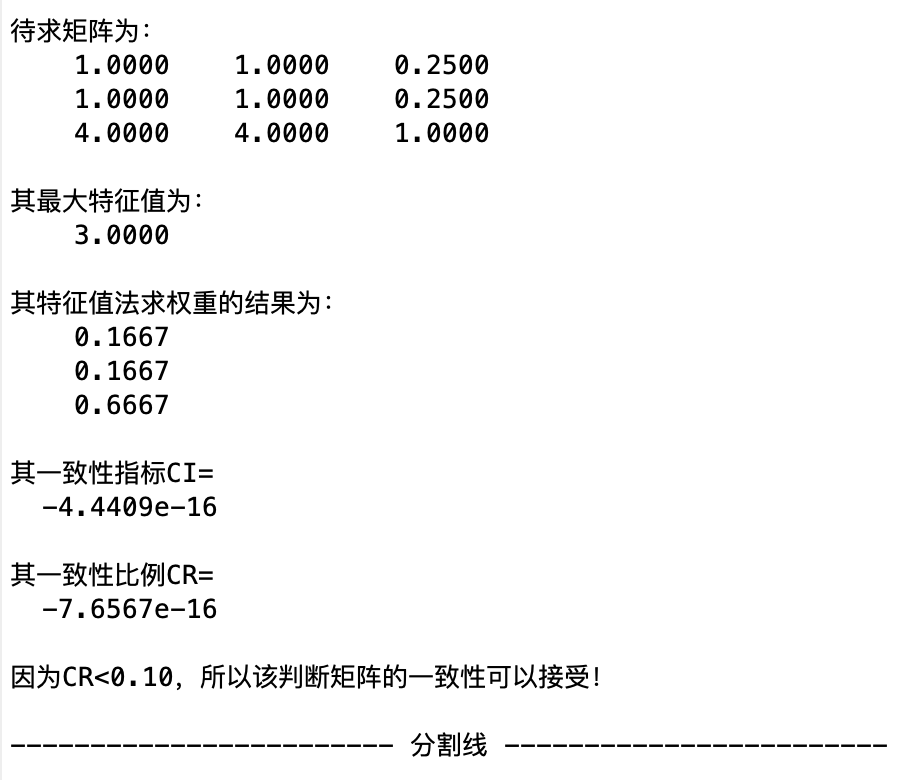 待求矩阵为：
1.0000 1.0000 0.2500
1.0000 1.0000 0.2500
4.0000 4.0000 1.0000
其最大特征值为：
3.0000
其特征值法求权重的结果为：
0.1667
0.1667
0.6667
其一致性指标CI=
-4.4409e-16
其一致性比例CR=
-7.6567e-16
因为CR<0.10，所以该判断矩阵的一致性可以接受！
------------------------ 分割线 ------------------------